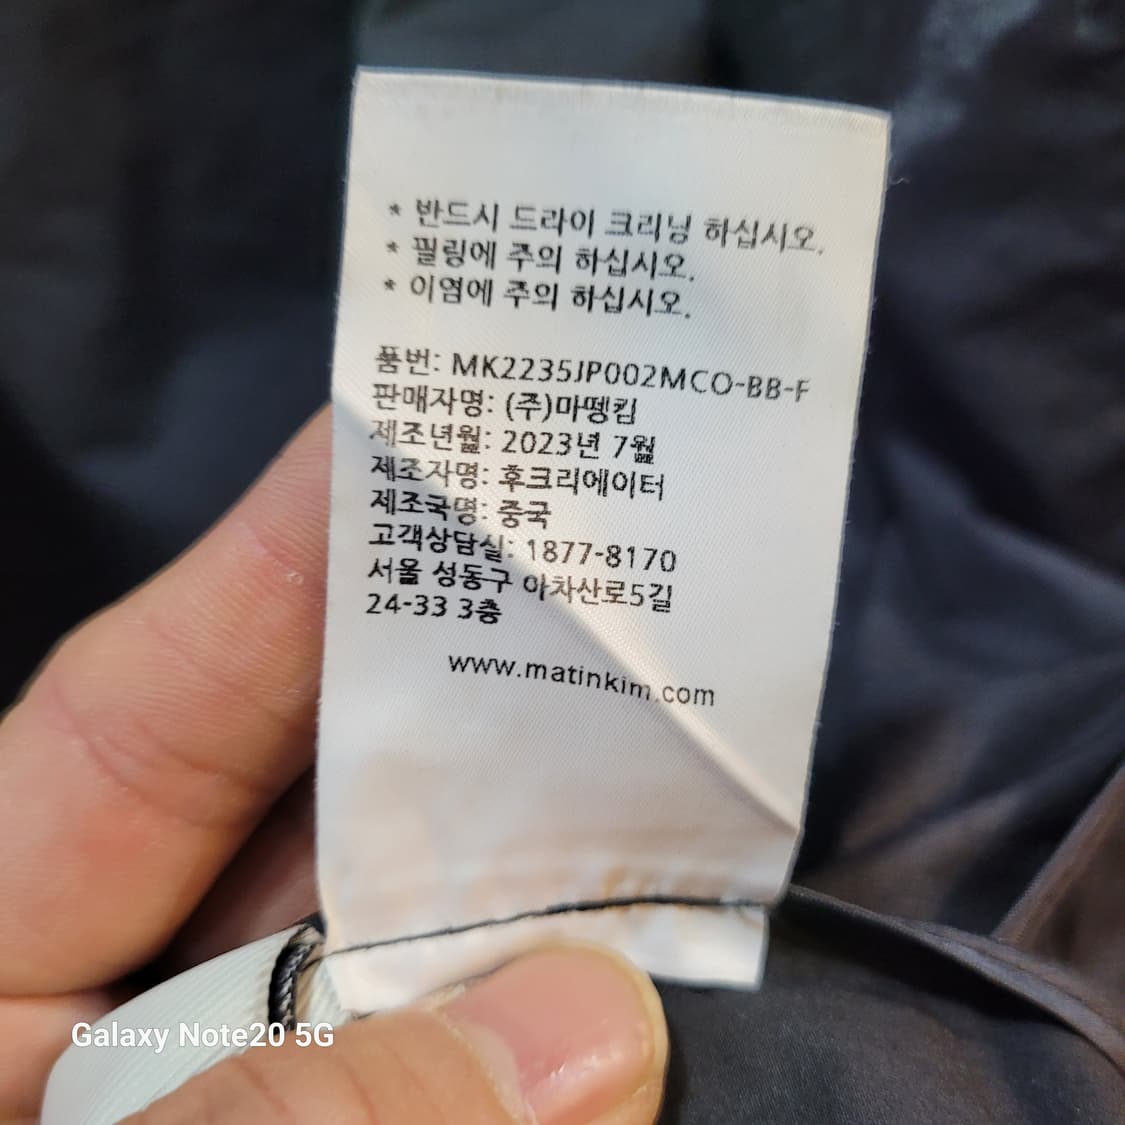 * 반드시 드라이 크리닝 하십시오.
* 필링에 주의 하십시오.
* 이염에 주의 하십시오.
품번: MK2235JP002MCO-BB-F
판매자명: (주)마뗑킴
제조년월: 2023년 7월
제조자명: 후크리에이터
제조국명: 중국
고객상담실: 1877-8170
서울 성동구 아차산로5길
24-33 3층
www.matinkim.com
Galaxy Note20 5G